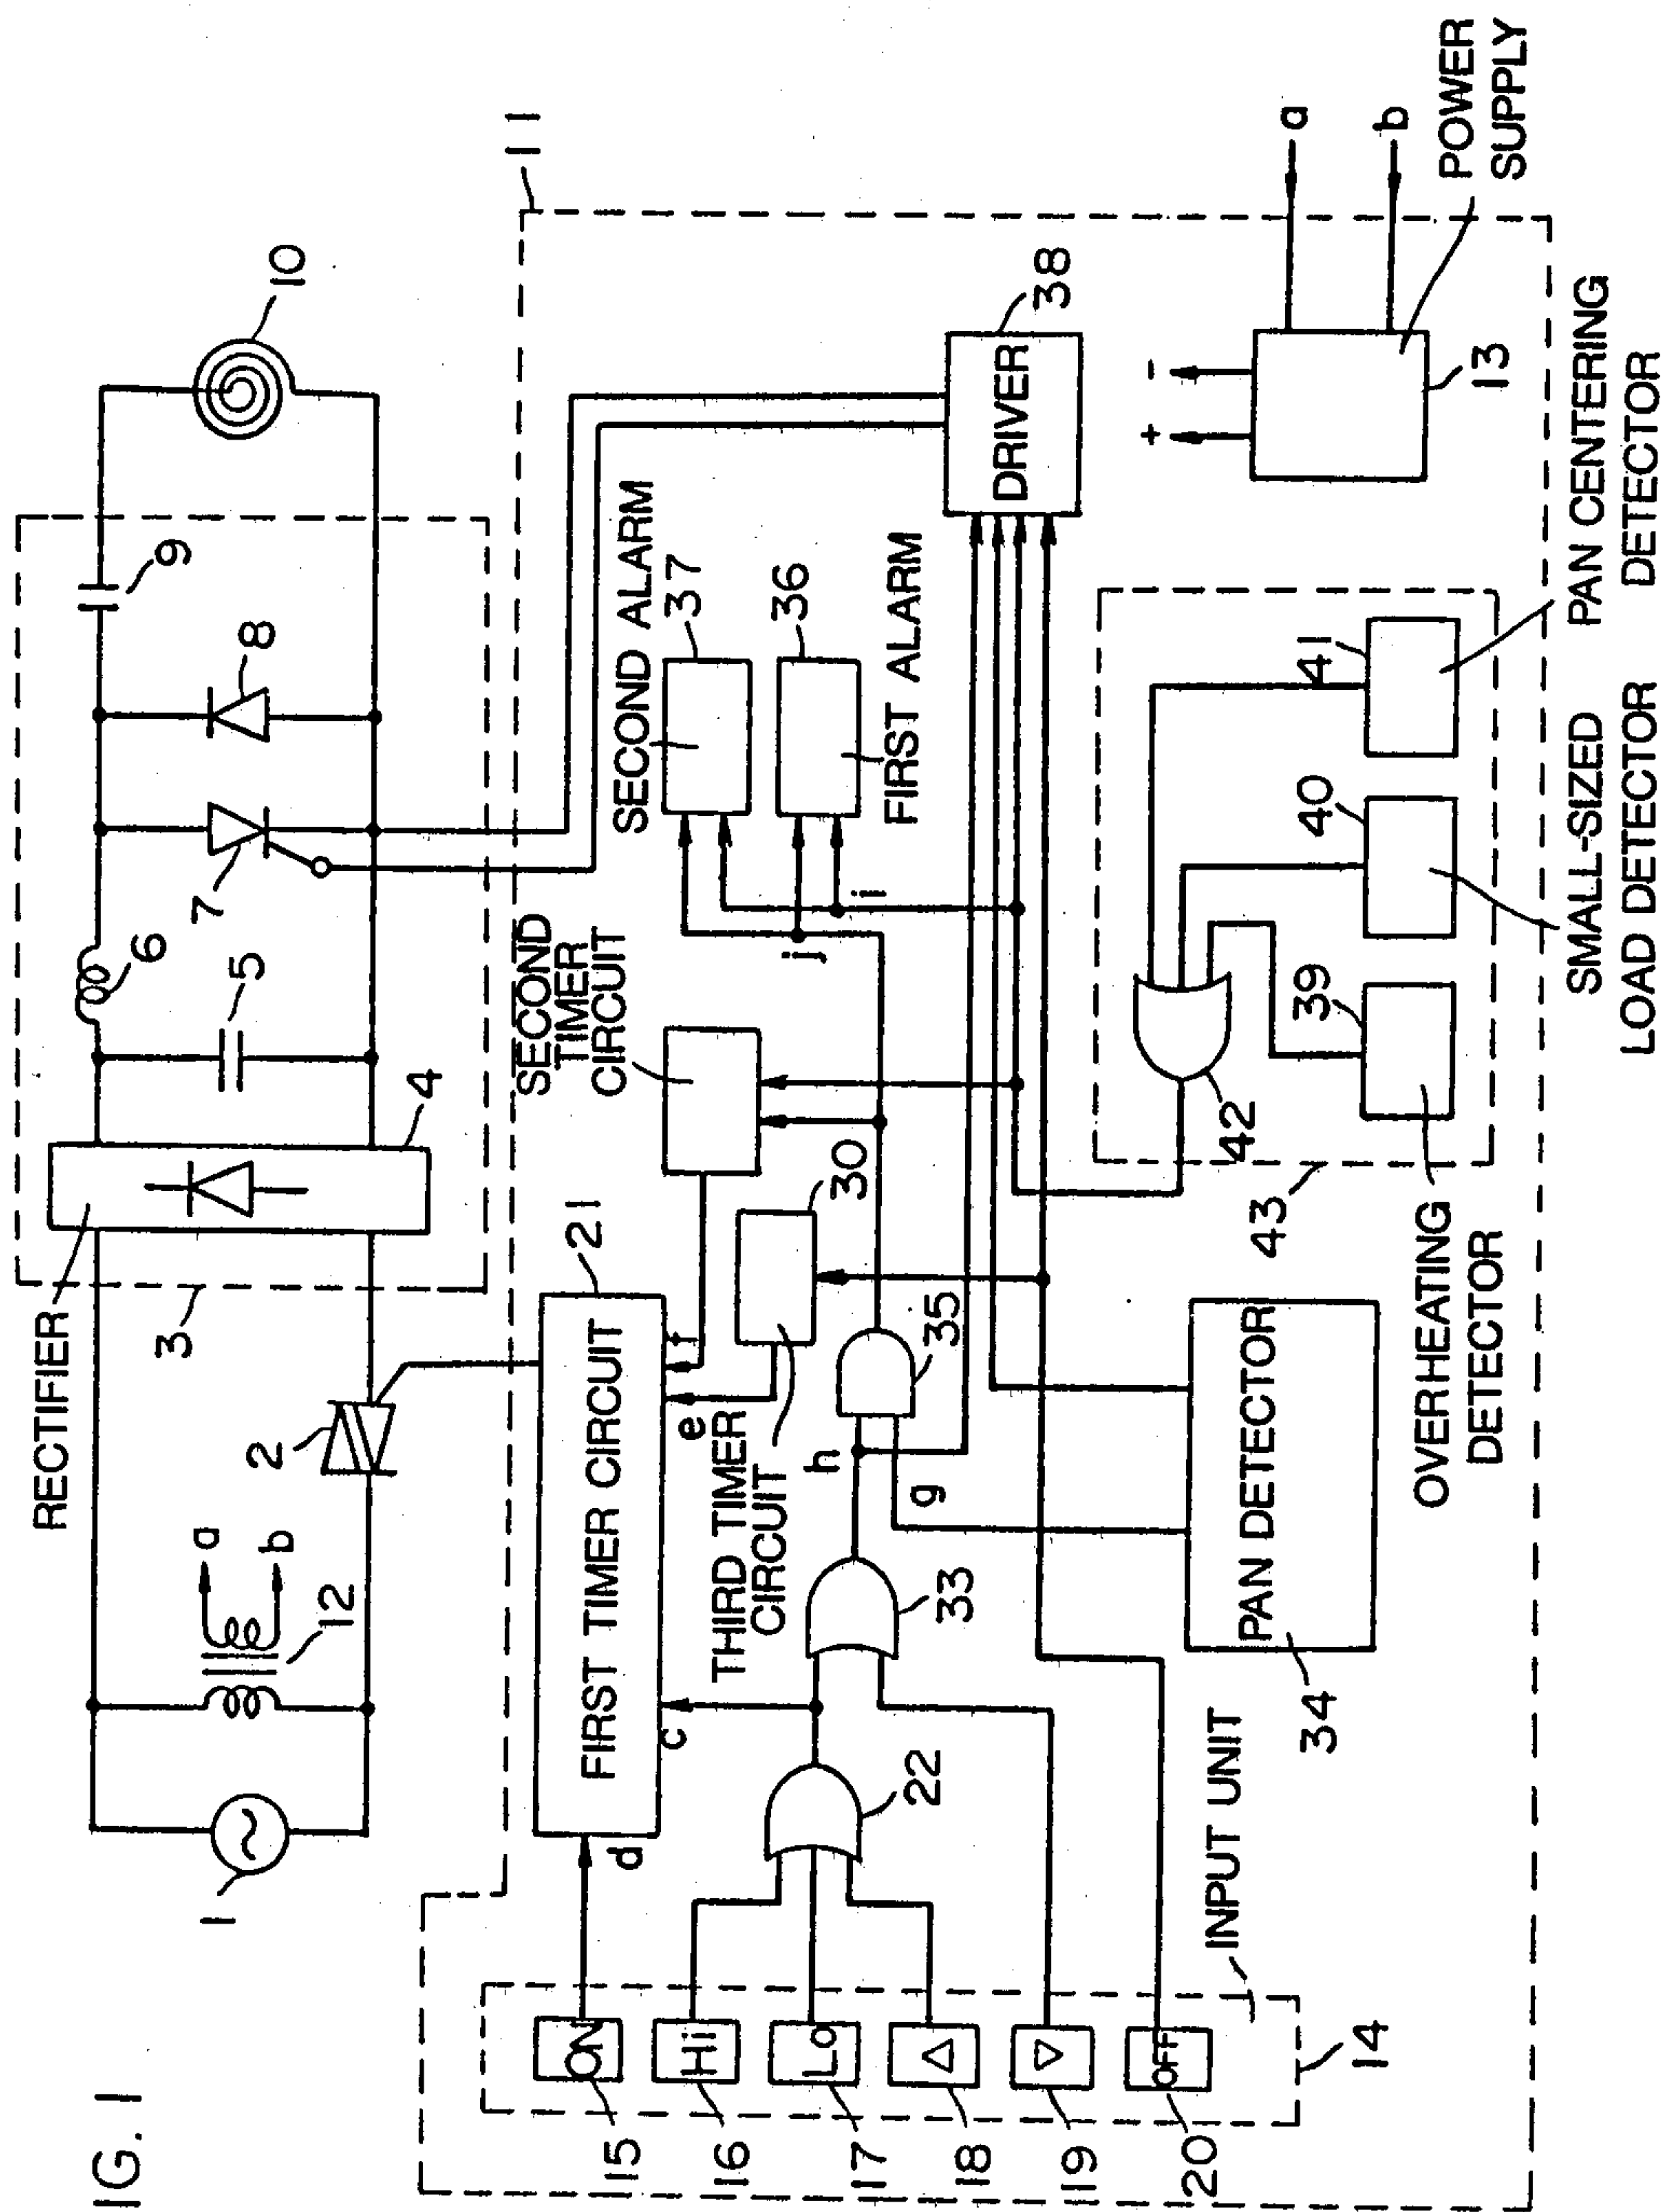 IG. 1
1
RECTIFIER
2
a
b
12
3
4
5
6
7
8
9
10
11
15
ON
16
Hi
17
Lo
18
△
19
▽
20
OFF
14
INPUT UNIT
d
FIRST TIMER CIRCUIT
21
c
e
f
22
33
THIRD TIMER
CIRCUIT
30
SECOND
TIMER
CIRCUIT
h
g
35
j
i
SECOND ALARM
37
36
FIRST ALARM
DRIVER
38
PAN DETECTOR
34
42
43
39
40
41
OVERHEATING
DETECTOR
SMALL-SIZED
LOAD DETECTOR
PAN CENTERING
DETECTOR
+
-
13
a
b
POWER
SUPPLY